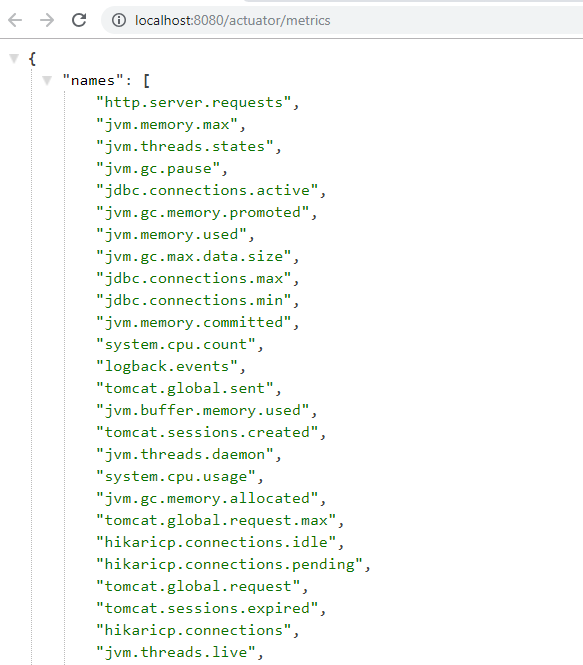 localhost:8080/actuator/metrics
{
"names": [
"http.server.requests",
"jvm.memory.max",
"jvm.threads.states",
"jvm.gc.pause",
"jdbc.connections.active",
"jvm.gc.memory.promoted",
"jvm.memory.used",
"jvm.gc.max.data.size",
"jdbc.connections.max",
"jdbc.connections.min",
"jvm.memory.committed",
"system.cpu.count",
"logback.events",
"tomcat.global.sent",
"jvm.buffer.memory.used",
"tomcat.sessions.created",
"jvm.threads.daemon",
"system.cpu.usage",
"jvm.gc.memory.allocated",
"tomcat.global.request.max",
"hikaricp.connections.idle",
"hikaricp.connections.pending",
"tomcat.global.request",
"tomcat.sessions.expired",
"hikaricp.connections",
"jvm.threads.live",